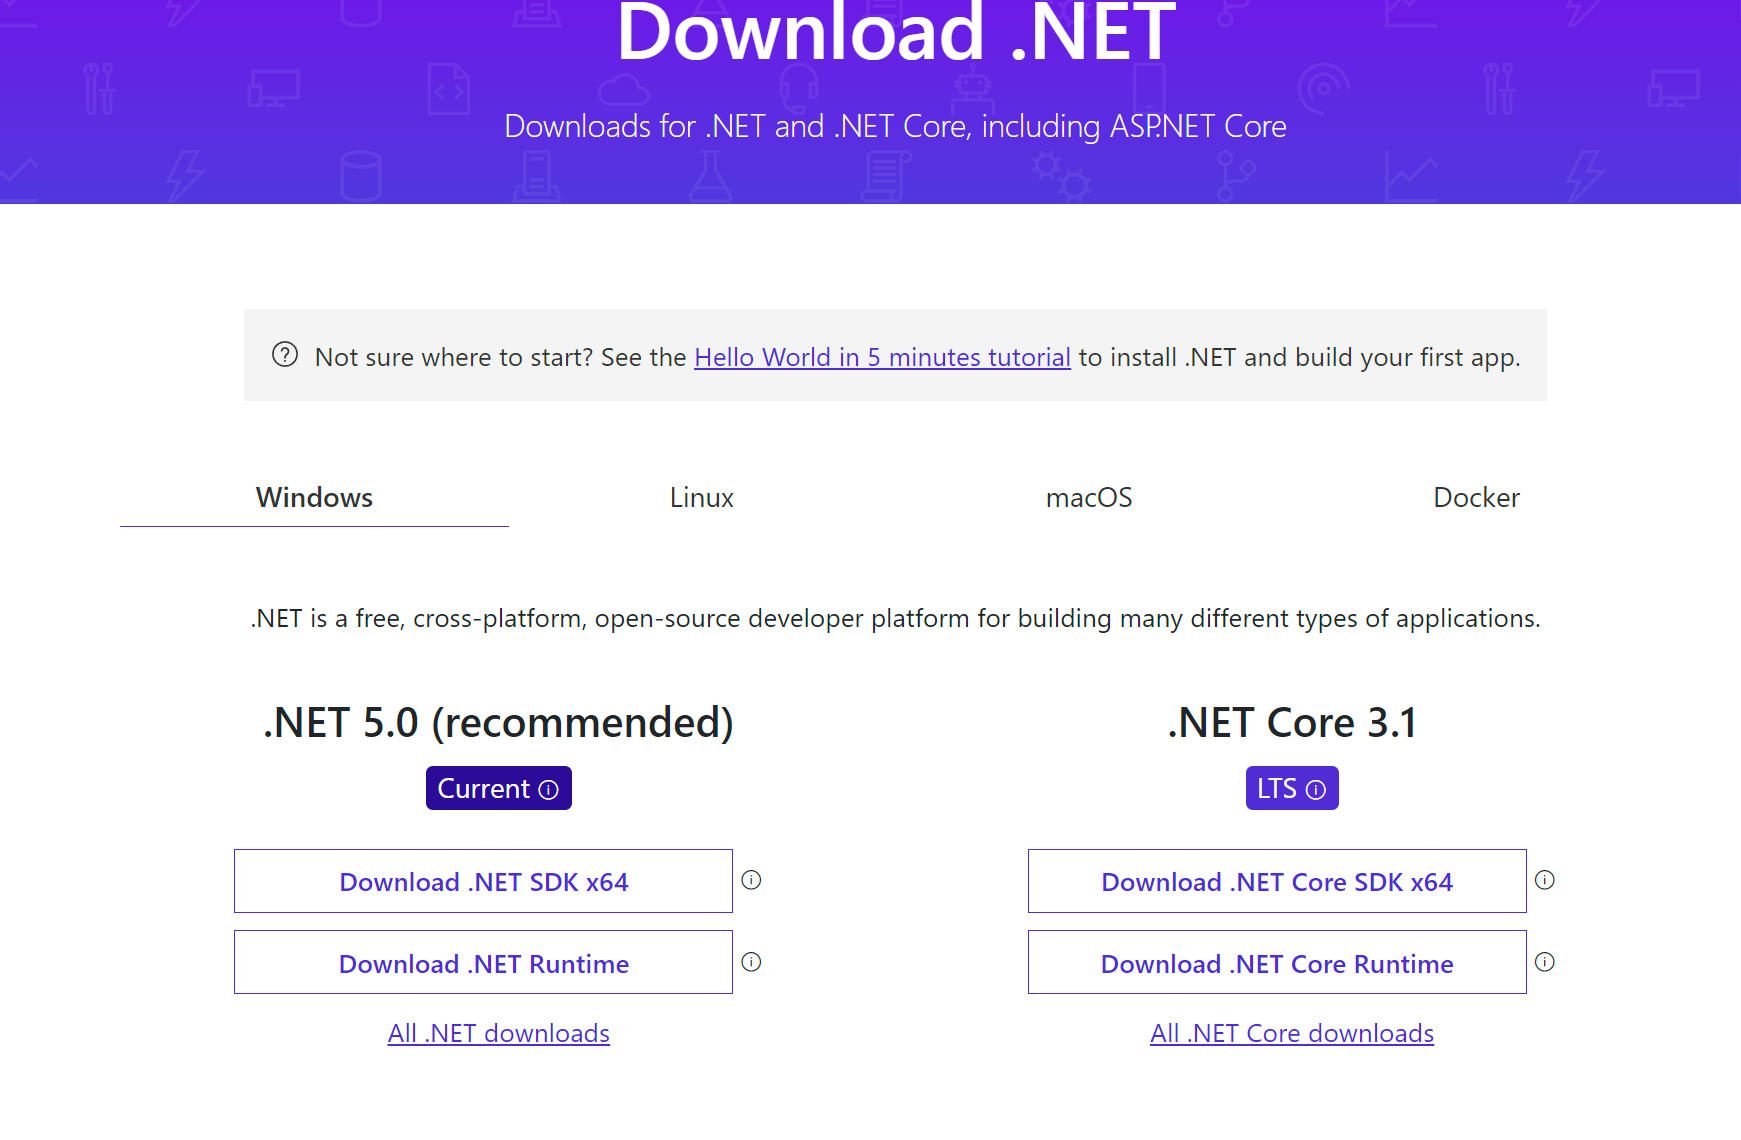 Download .NET
Downloads for .NET and .NET Core, including ASP.NET Core
Not sure where to start? See the Hello World in 5 minutes tutorial to install .NET and build your first app.
Windows
Linux
macOS
Docker
.NET is a free, cross-platform, open-source developer platform for building many different types of applications.
.NET 5.0 (recommended)
Current
Download .NET SDK x64
Download .NET Runtime
All .NET downloads
.NET Core 3.1
LTS
Download .NET Core SDK x64
Download .NET Core Runtime
All .NET Core downloads